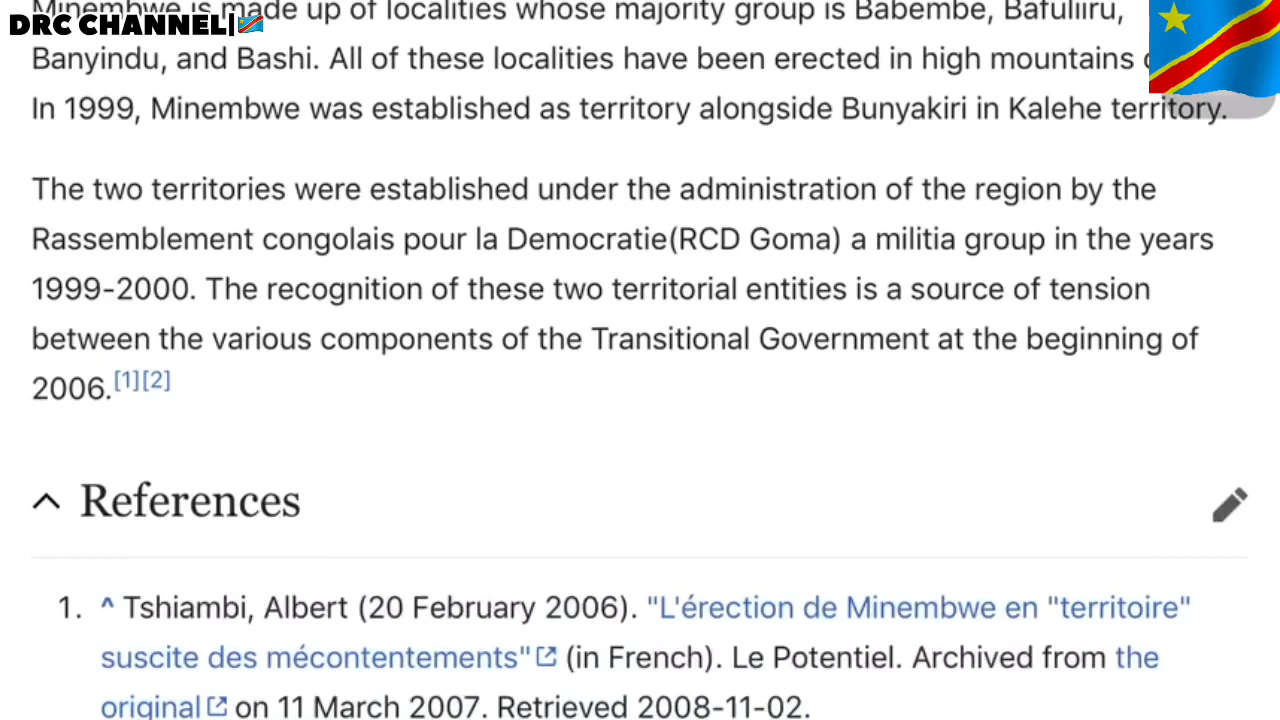 Minembwe is made up of localities whose majority group is Babembe, Bafuliiru,
DRC CHANNEL|
Banyindu, and Bashi. All of these localities have been erected in high mountains
In 1999, Minembwe was established as territory alongside Bunyakiri in Kalehe territory.
The two territories were established under the administration of the region by the
Rassemblement congolais pour la Democratie(RCD Goma) a militia group in the years
1999-2000. The recognition of these two territorial entities is a source of tension
between the various components of the Transitional Government at the beginning of
2006.[1][2]
References
1. ^ Tshiambi, Albert (20 February 2006). "L'érection de Minembwe en "territoire"
suscite des mécontentements" (in French). Le Potentiel. Archived from the
original on 11 March 2007. Retrieved 2008-11-02.